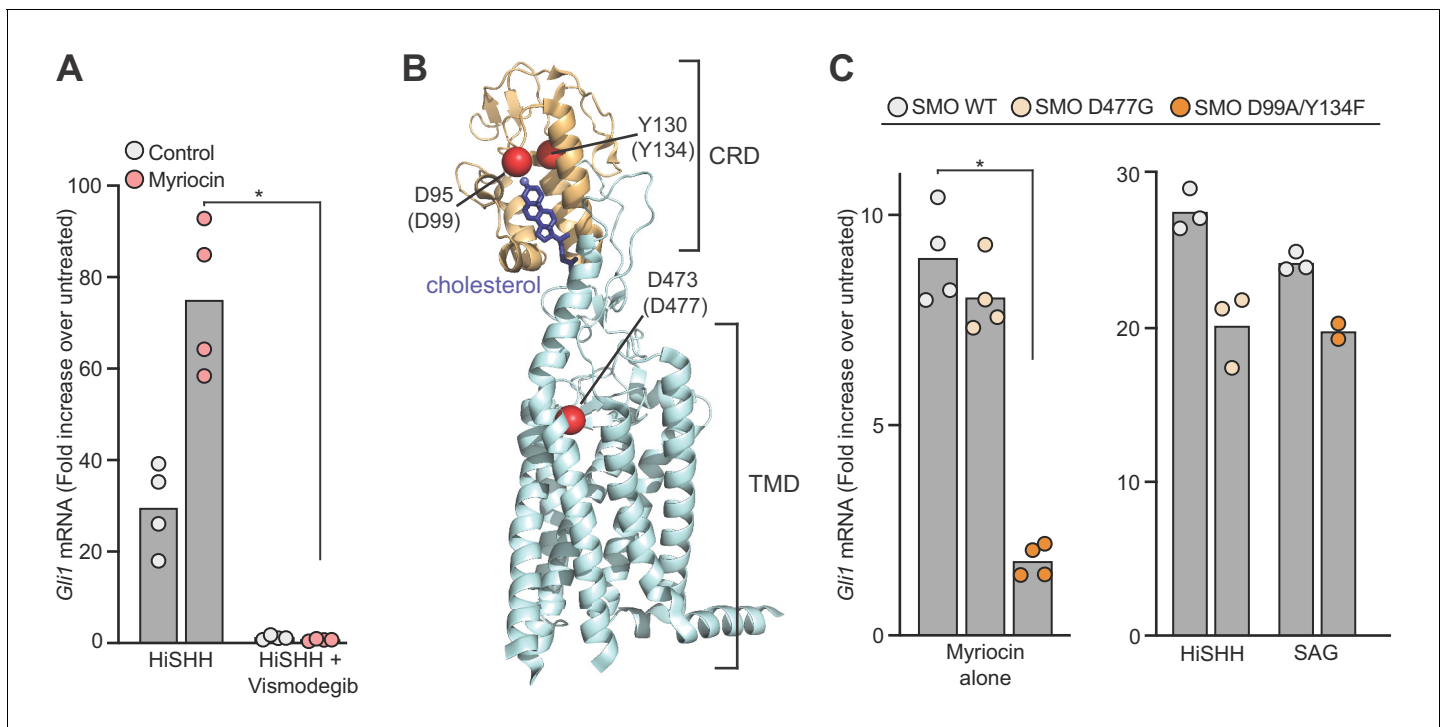 A
Control
Myriocin
*
Gli1 mRNA (Fold increase over untreated)
100
80
60
40
20
0
HiSHH
HiSHH +
Vismodegib
B
Y130
(Y134)
CRD
D95
(D99)
cholesterol
D473
(D477)
TMD
C
SMO WT SMO D477G SMO D99A/Y134F
*
Gli1 mRNA (Fold increase over untreated)
10
5
0
Myriocin
alone
30
20
10
0
HiSHH
SAG